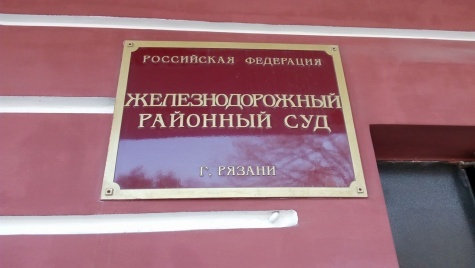 РОССИЙСКАЯ ФЕДЕРАЦИЯ
ЖЕЛЕЗНОДОРОЖНЫЙ
РАЙОННЫЙ СУД
Г. РЯЗАНИ